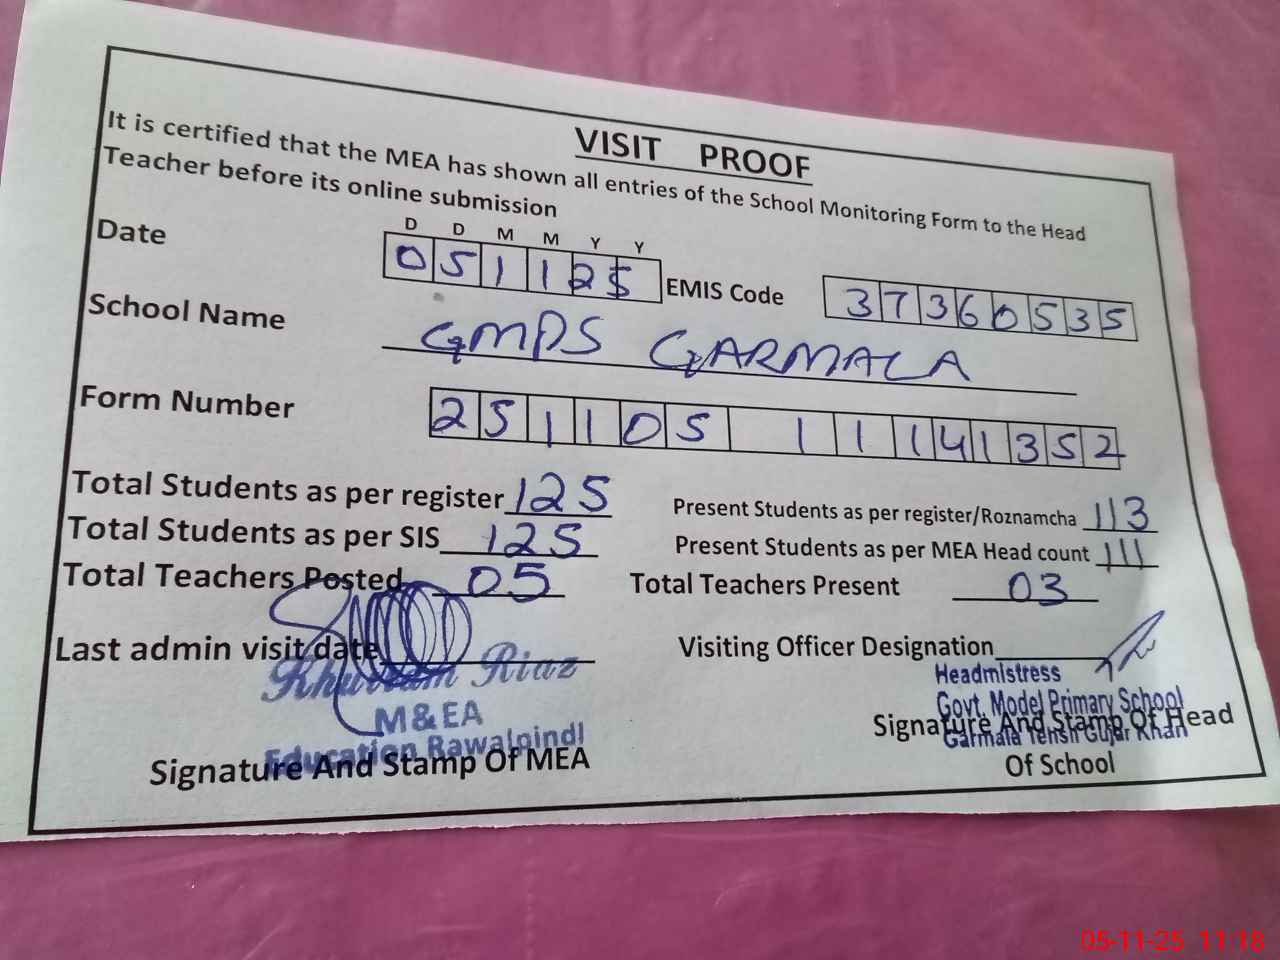 VISIT PROOF
It is certified that the MEA has shown all entries of the School Monitoring Form to the Head
Teacher before its online submission
D D M M Y Y
Date 051125 EMIS Code 37360535
School Name GMPS GARMALA
Form Number 251105 11141352
Total Students as per register 125 Present Students as per register/Roznamcha 113
Total Students as per SIS 125 Present Students as per MEA Head count 111
Total Teachers Posted 05 Total Teachers Present 03
Last admin visit date Visiting Officer Designation
Khurram Riaz
M&EA
Education Rawalpindi
Signature And Stamp Of MEA
Headmistress
Govt. Model Primary School
Garmala Tehsil Gujar Khan
Signature And Stamp Of Head
Of School
05-11-25 11:18